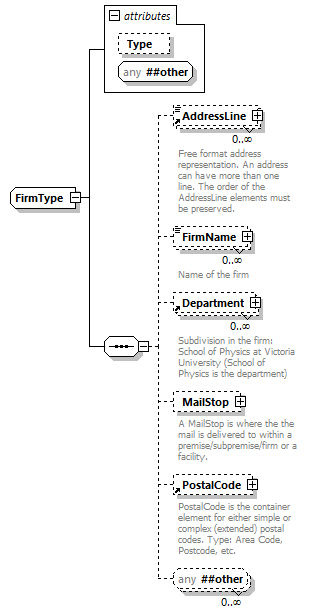 attributes
Type
any ##other
FirmType
AddressLine
0..∞
Free format address
representation. An address
can have more than one
line. The order of the
AddressLine elements must
be preserved.
FirmName
0..∞
Name of the firm
Department
0..∞
Subdivision in the firm:
School of Physics at Victoria
University (School of
Physics is the department)
MailStop
A MailStop is where the the
mail is delivered to within a
premise/subpremise/firm or a
facility.
PostalCode
PostalCode is the container
element for either simple or
complex (extended) postal
codes. Type: Area Code,
Postcode, etc.
any ##other
0..∞